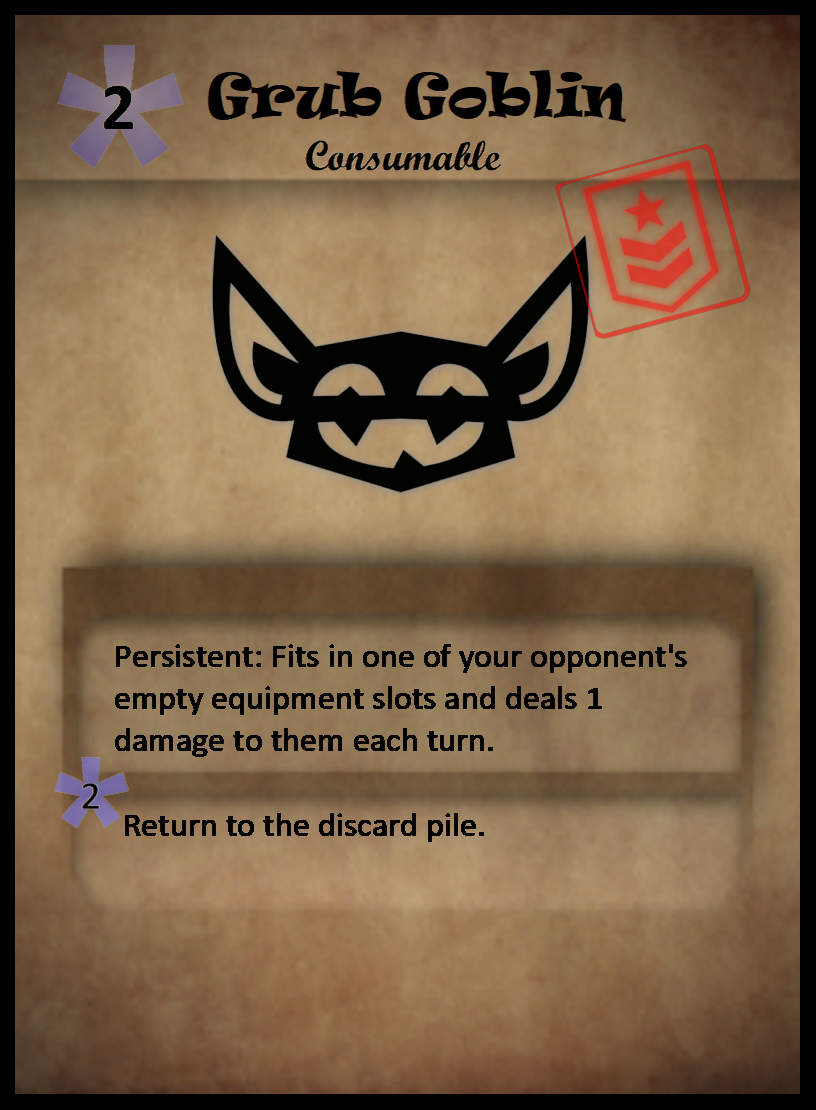 2
Grub Goblin
Consumable
Persistent: Fits in one of your opponent's
empty equipment slots and deals 1
damage to them each turn.
2
Return to the discard pile.